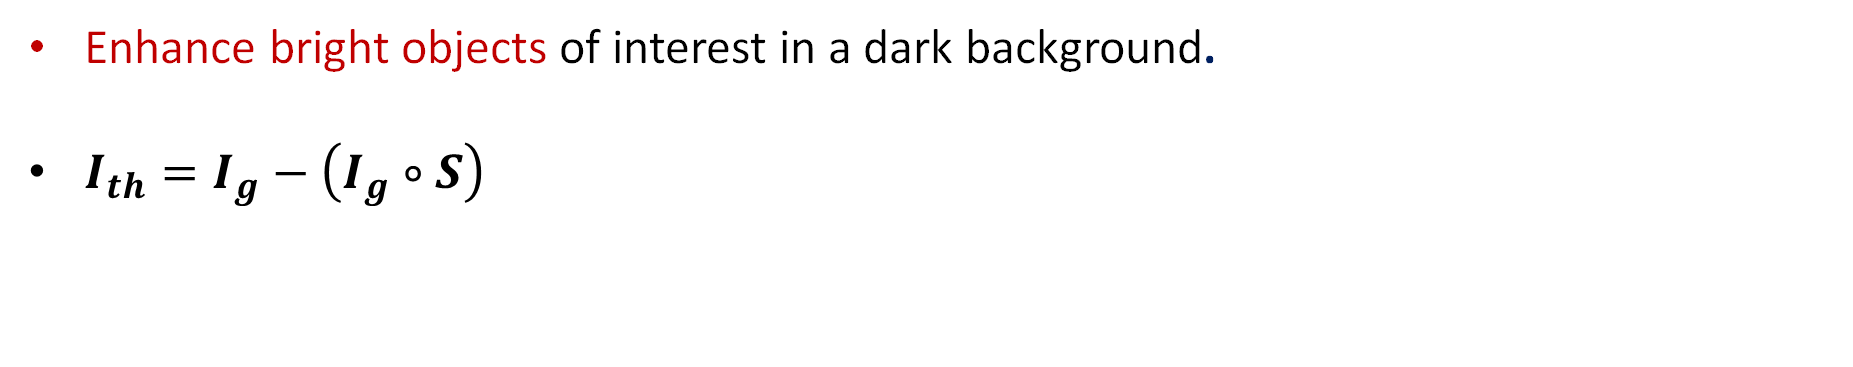 • Enhance bright objects of interest in a dark background.
• I_th = I_g − (I_g ∘ S)